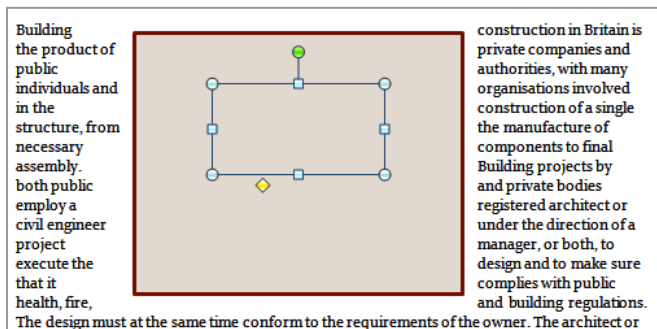 Building construction in Britain is
the product of private companies and
public authorities, with many
individuals and organisations involved
in the construction of a single
structure, from the manufacture of
necessary components to final
assembly. Building projects by
both public and private bodies
employ a registered architect or
civil engineer under the direction of a
project manager, or both, to
execute the design and to make sure
that it complies with public
health, fire, and building regulations.
The design must at the same time conform to the requirements of the owner. The architect or